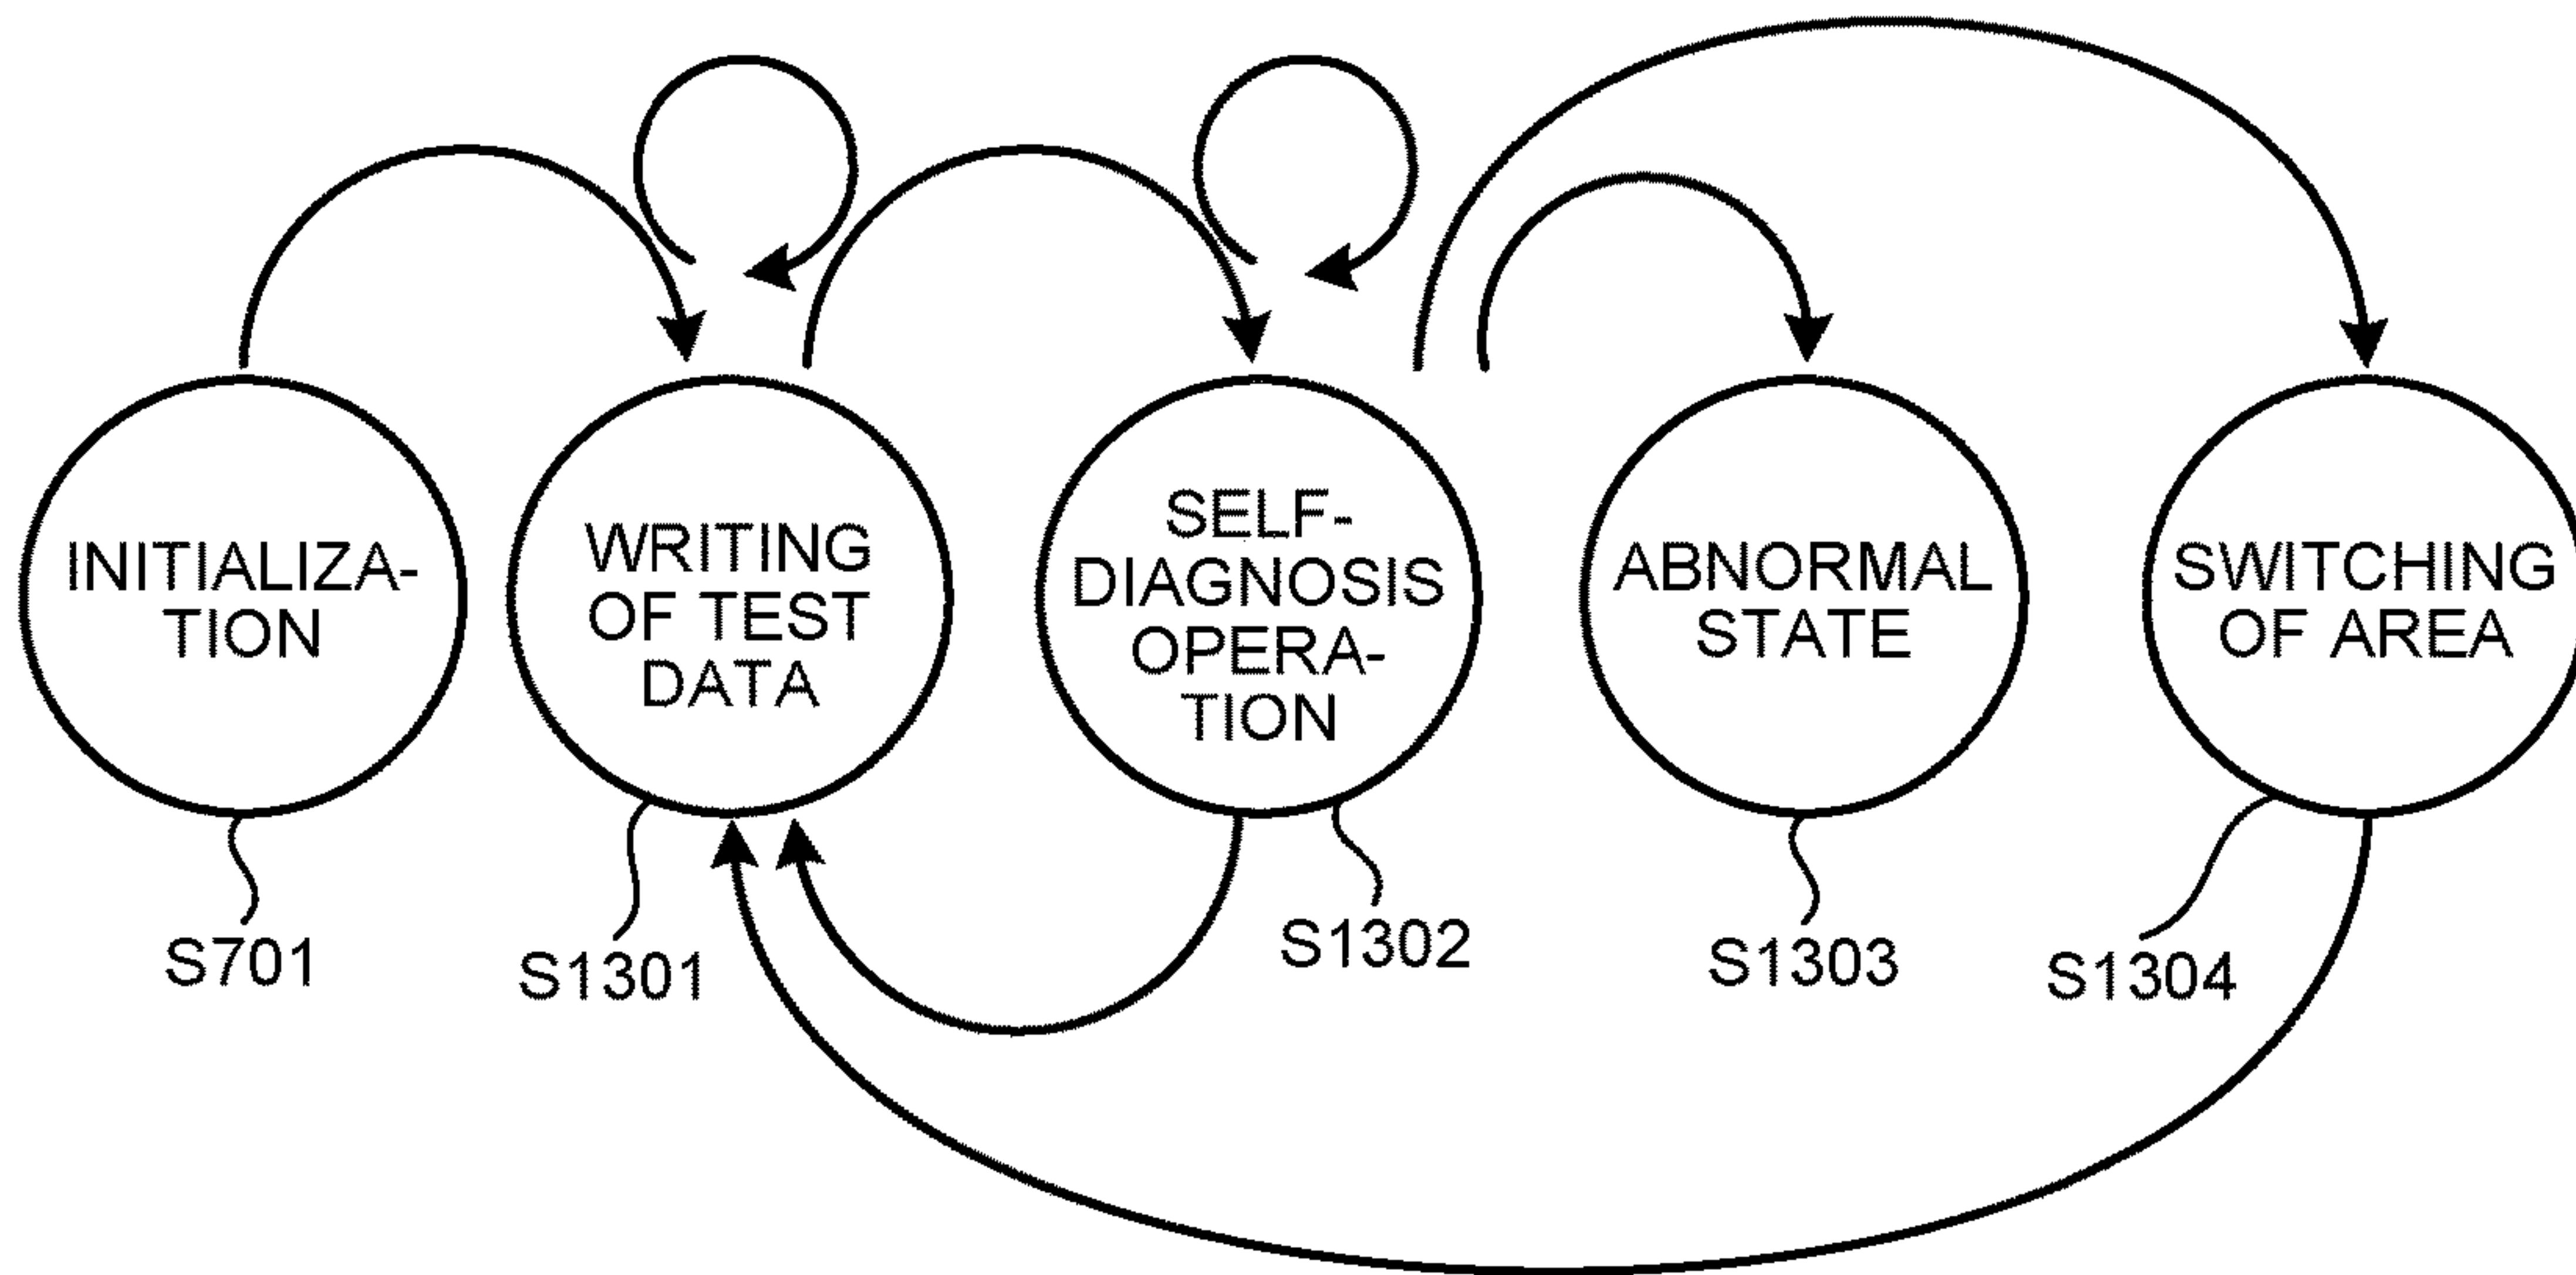 INITIALIZA-
TION
WRITING
OF TEST
DATA
SELF-
DIAGNOSIS
OPERA-
TION
ABNORMAL
STATE
SWITCHING
OF AREA
S701
S1301
S1302
S1303
S1304